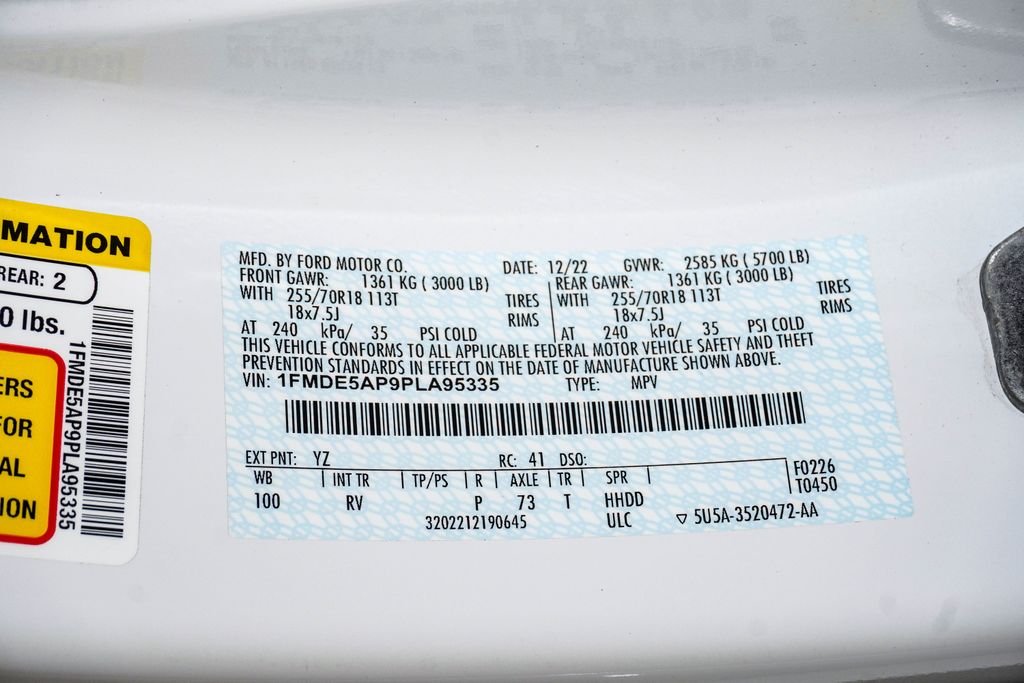 MATION
REAR: 2
0 lbs.
1FMDE5AP9PLA95335
ERS
FOR
AL
ION
MFD. BY FORD MOTOR CO. DATE: 12/22 GVWR: 2585 KG ( 5700 LB)
FRONT GAWR: 1361 KG ( 3000 LB) REAR GAWR: 1361 KG ( 3000 LB)
WITH 255/70R18 113T TIRES WITH 255/70R18 113T TIRES
18x7.5J RIMS 18x7.5J RIMS
AT 240 kPa/ 35 PSI COLD AT 240 kPa/ 35 PSI COLD
THIS VEHICLE CONFORMS TO ALL APPLICABLE FEDERAL MOTOR VEHICLE SAFETY AND THEFT
PREVENTION STANDARDS IN EFFECT ON THE DATE OF MANUFACTURE SHOWN ABOVE.
VIN: 1FMDE5AP9PLA95335 TYPE: MPV
EXT PNT: YZ RC: 41 DSO:
WB INT TR TP/PS R AXLE TR SPR F0226
100 RV P 73 T HHDD T0450
3202212190645 ULC ▽ 5U5A-3520472-AA